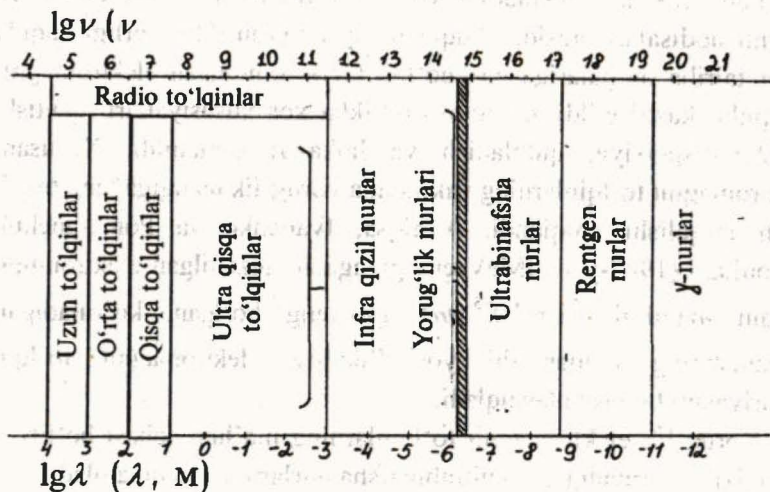 lgν (ν
4 5 6 7 8 9 10 11 12 13 14 15 16 17 18 19 20 21
Radio to‘lqinlar
Uzun to‘lqinlar
O‘rta to‘lqinlar
Qisqa to‘lqinlar
Ultra qisqa
to‘lqinlar
Infra qizil nurlar
Yorug‘lik nurlari
Ultrabinafsha
nurlar
Rentgen
nurlar
γ-nurlar
4 3 2 1 0 -1 -2 -3 -4 -5 -6 -7 -8 -9 -10 -11 -12
lgλ (λ, м)